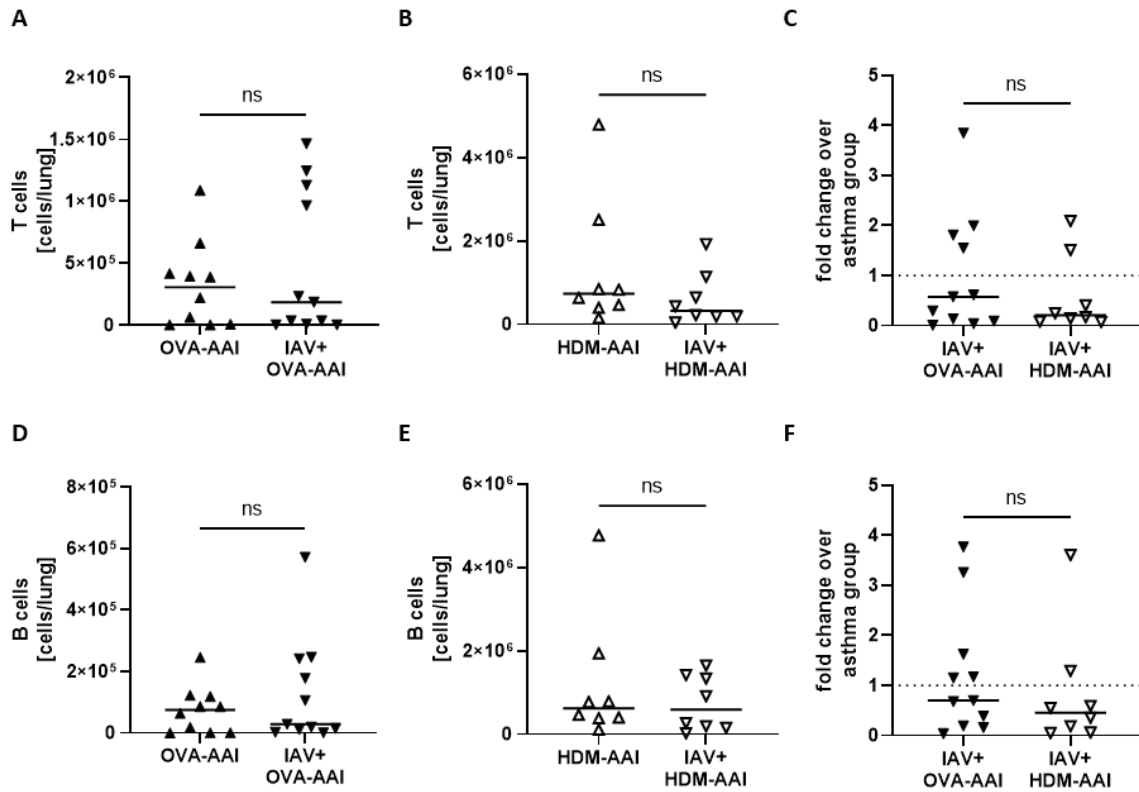 A
T cells
[cells/lung]
2×10⁶
1.5×10⁶
1×10⁶
5×10⁵
0
ns
OVA-AAI
IAV+
OVA-AAI
B
T cells
[cells/lung]
6×10⁶
4×10⁶
2×10⁶
0
ns
HDM-AAI
IAV+
HDM-AAI
C
fold change over
asthma group
5
4
3
2
1
0
ns
IAV+
OVA-AAI
IAV+
HDM-AAI
D
B cells
[cells/lung]
8×10⁵
6×10⁵
4×10⁵
2×10⁵
0
ns
OVA-AAI
IAV+
OVA-AAI
E
B cells
[cells/lung]
6×10⁶
4×10⁶
2×10⁶
0
ns
HDM-AAI
IAV+
HDM-AAI
F
fold change over
asthma group
5
4
3
2
1
0
ns
IAV+
OVA-AAI
IAV+
HDM-AAI